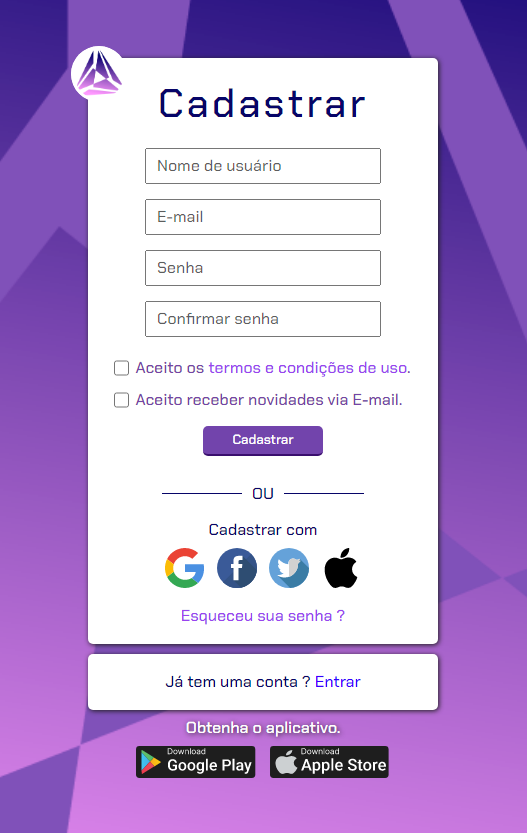 Cadastrar
Nome de usuário
E-mail
Senha
Confirmar senha
Aceito os termos e condições de uso.
Aceito receber novidades via E-mail.
Cadastrar
OU
Cadastrar com
Esqueceu sua senha ?
Já tem uma conta ? Entrar
Obtenha o aplicativo.
Download
Google Play
Download
Apple Store